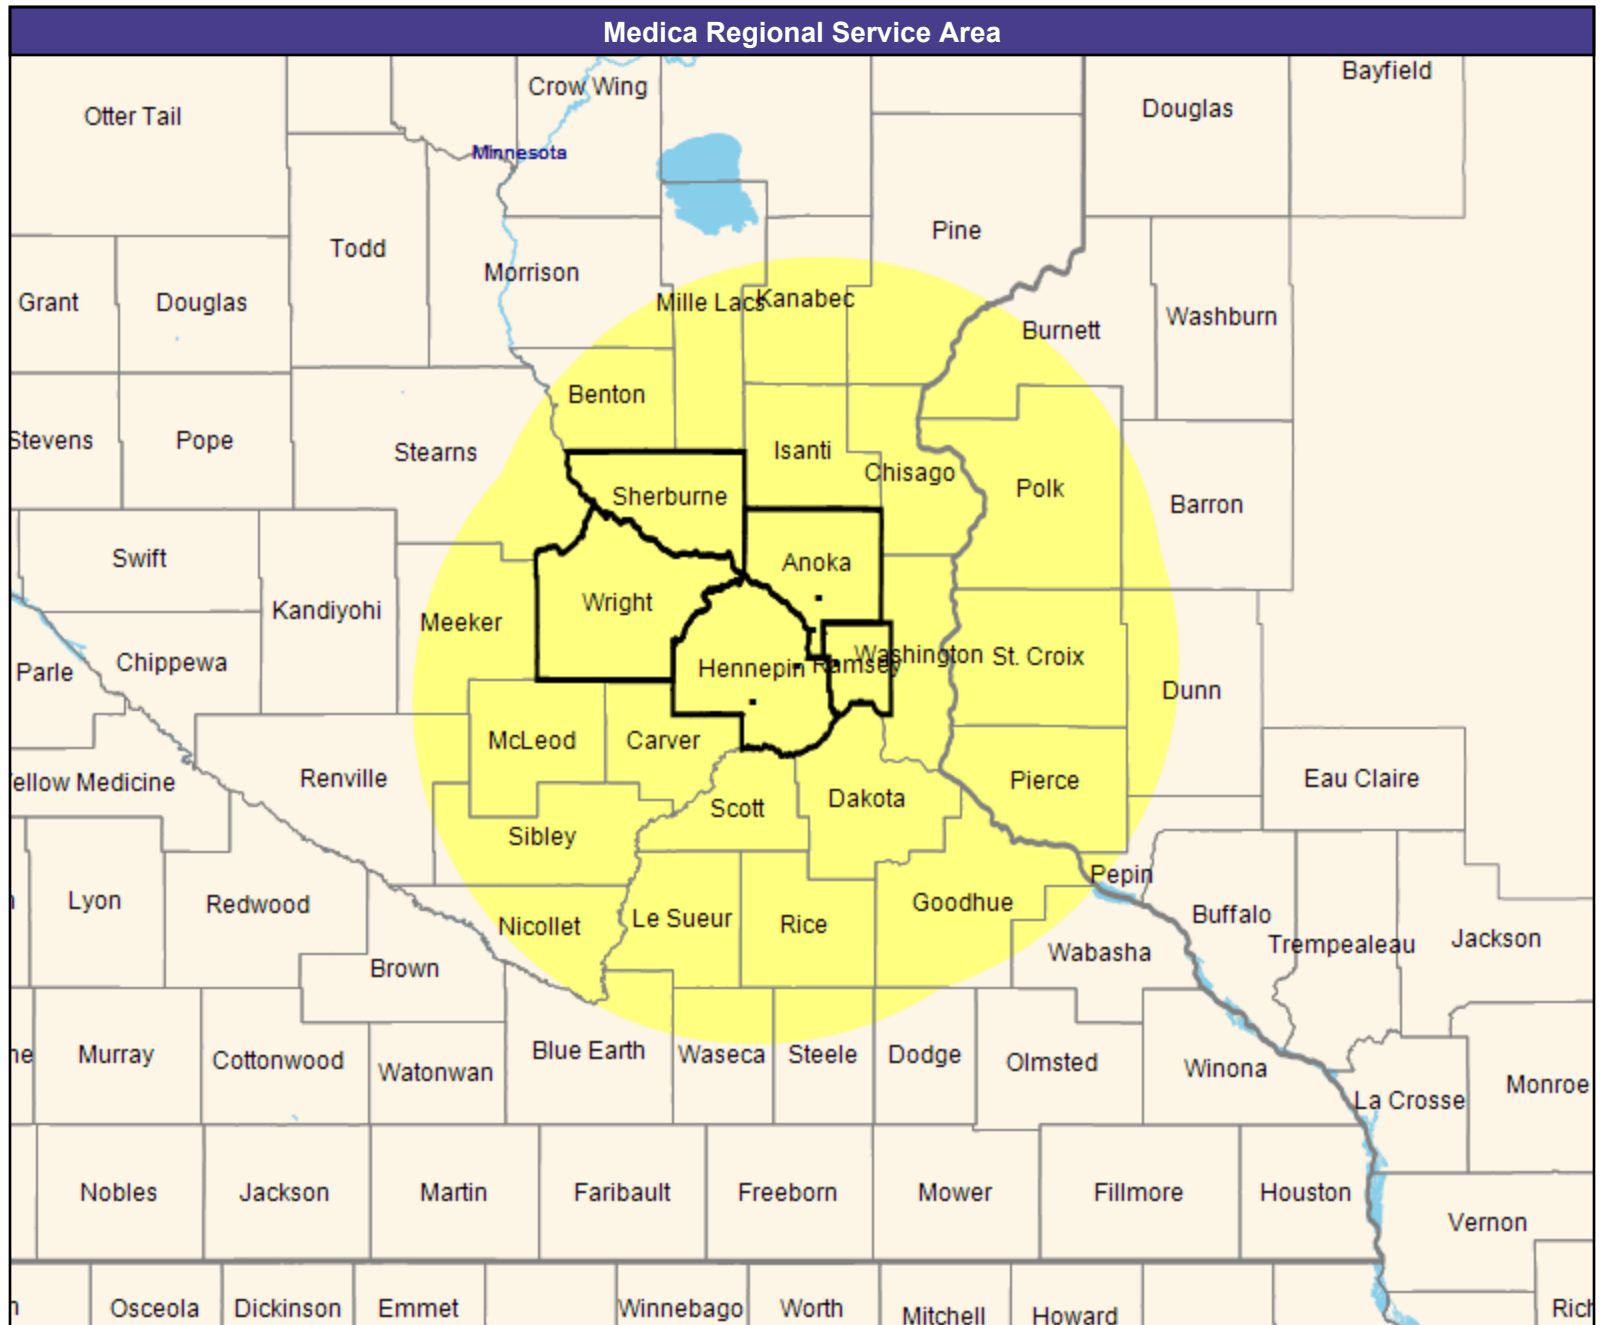 Medica Regional Service Area
Bayfield
Crow Wing
Douglas
Otter Tail
Minnesota
Pine
Todd
Morrison
Grant
Douglas
Mille Lacs
Kanabec
Washburn
Burnett
Benton
Stevens
Pope
Stearns
Isanti
Chisago
Polk
Sherburne
Barron
Swift
Anoka
Wright
Kandiyohi
Meeker
Washington
St. Croix
Chippewa
Hennepin
Ramsey
Parle
Dunn
McLeod
Carver
Renville
Pierce
Eau Claire
ellow Medicine
Dakota
Scott
Sibley
Pepin
Lyon
Redwood
Goodhue
Buffalo
Le Sueur
Rice
Nicollet
Jackson
Trempealeau
Wabasha
Brown
Blue Earth
ne
Murray
Waseca
Steele
Dodge
Cottonwood
Olmsted
Winona
Watonwan
Monroe
La Crosse
Nobles
Jackson
Martin
Faribault
Freeborn
Mower
Fillmore
Houston
Vernon
n
Osceola
Dickinson
Emmet
Winnebago
Worth
Mitchell
Howard
Rich